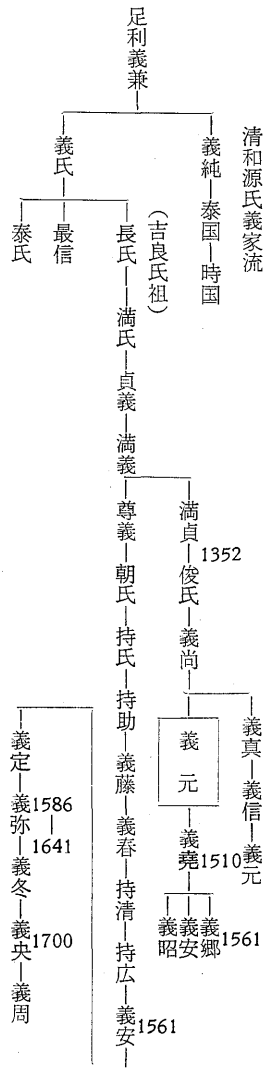 清和源氏義家流
足利義兼
義純―泰国―時国
義氏
(吉良氏祖)
長氏―満氏―貞義―満義
最信
泰氏
満貞―俊氏―義尚
1352
尊義―朝氏―持氏―持助―義藤―義春―持清―持広―義安
1561
義真―義信―義元
義元
義堯
1510
義郷
1561
義安
義昭
義定―義弥―義冬―義央―義周
1586
|
1641
1700